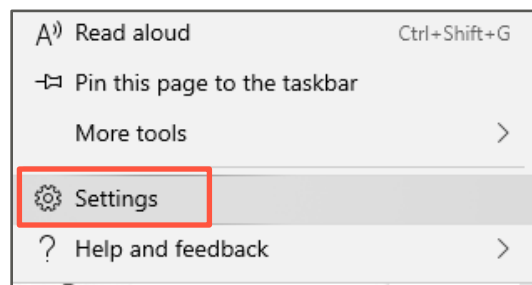 Read aloud Ctrl+Shift+G
Pin this page to the taskbar
More tools
Settings
? Help and feedback